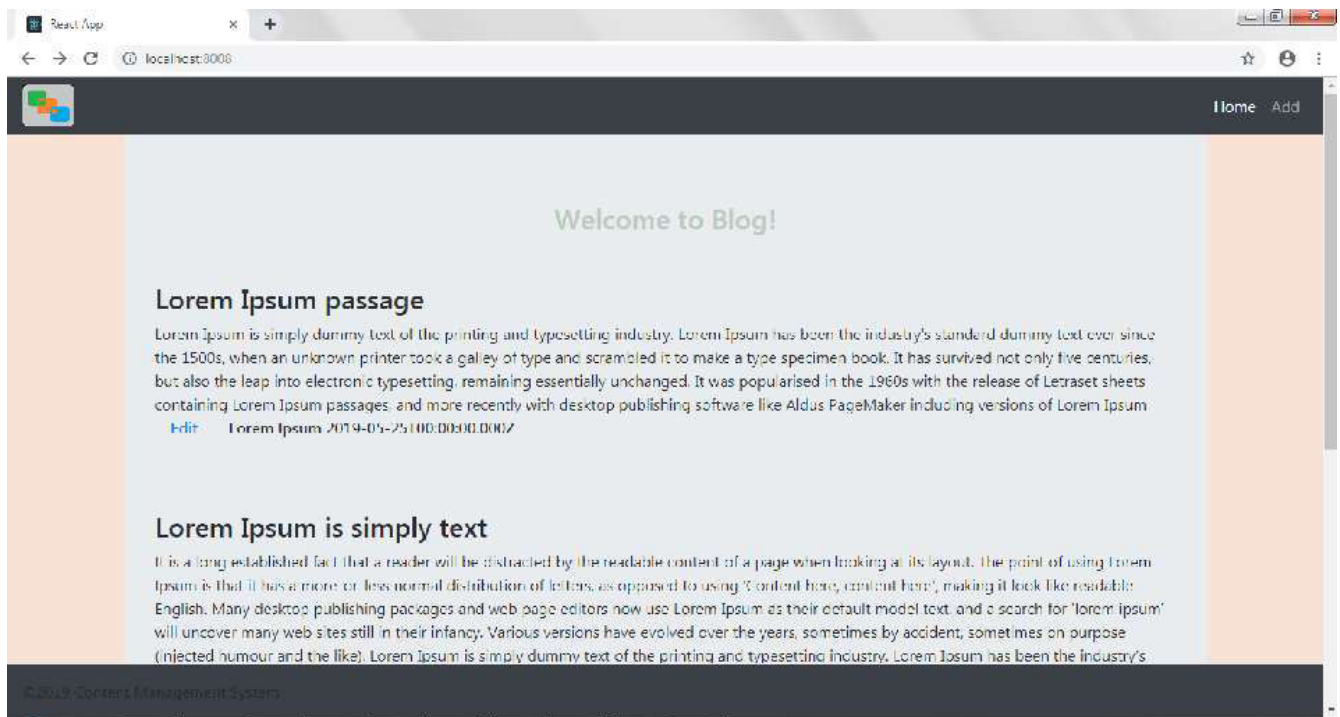 React App
localhost:8008
Home Add
Welcome to Blog!
Lorem Ipsum passage
Lorem Ipsum is simply dummy text of the printing and typesetting industry. Lorem Ipsum has been the industry's standard dummy text ever since
the 1500s, when an unknown printer took a galley of type and scrambled it to make a type specimen book. It has survived not only five centuries,
but also the leap into electronic typesetting, remaining essentially unchanged. It was popularised in the 1960s with the release of Letraset sheets
containing Lorem Ipsum passages, and more recently with desktop publishing software like Aldus PageMaker including versions of Lorem Ipsum
Edit Lorem Ipsum 2019-05-25T00:00:00.000Z
Lorem Ipsum is simply text
It is a long established fact that a reader will be distracted by the readable content of a page when looking at its layout. The point of using Lorem
Ipsum is that it has a more-or-less normal distribution of letters, as opposed to using 'Content here, content here', making it look like readable
English. Many desktop publishing packages and web page editors now use Lorem Ipsum as their default model text, and a search for 'lorem ipsum'
will uncover many web sites still in their infancy. Various versions have evolved over the years, sometimes by accident, sometimes on purpose
(injected humour and the like). Lorem Ipsum is simply dummy text of the printing and typesetting industry. Lorem Ipsum has been the industry's
©2019 Content Management System